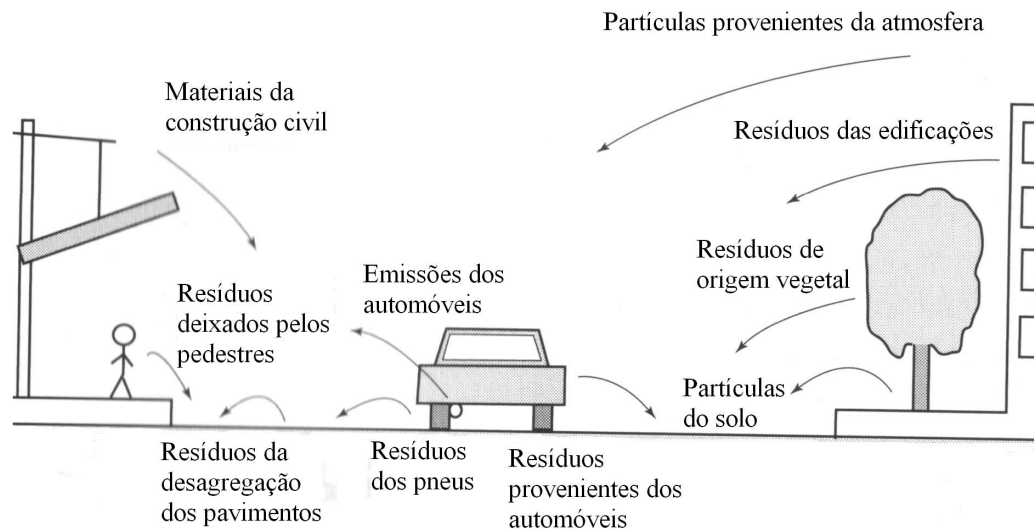 Partículas provenientes da atmosfera
Materiais da
construção civil
Resíduos das edificações
Resíduos de
origem vegetal
Emissões dos
automóveis
Resíduos
deixados pelos
pedestres
Partículas
do solo
Resíduos da
desagregação
dos pavimentos
Resíduos
dos pneus
Resíduos
provenientes dos
automóveis